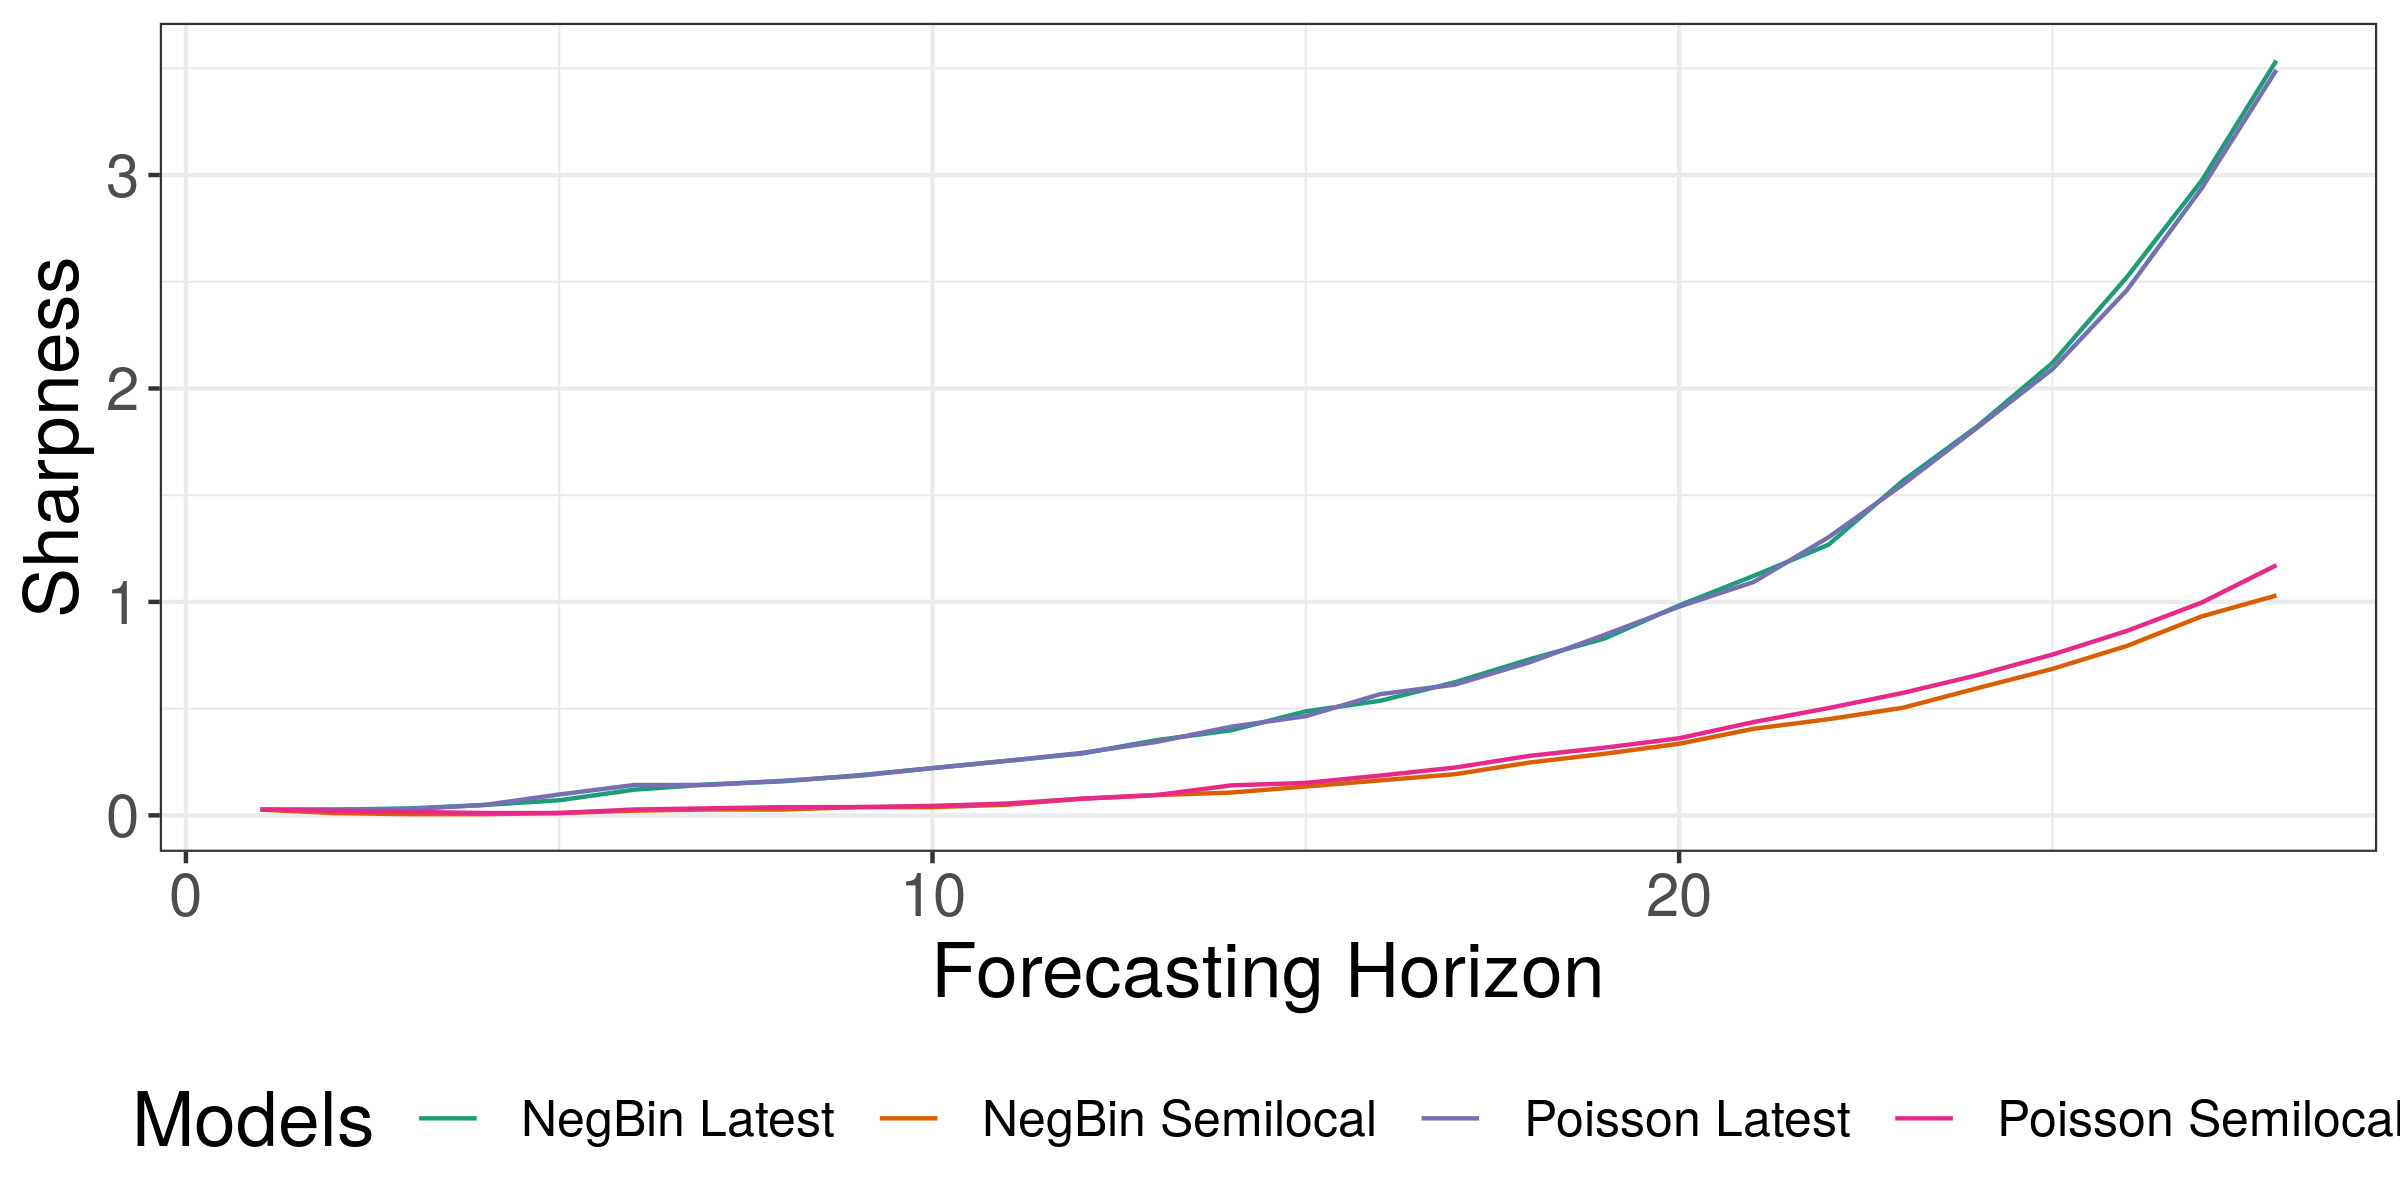 Sharpness
3
2
1
0
0 10 20
Forecasting Horizon
Models NegBin Latest NegBin Semilocal Poisson Latest Poisson Semilocal